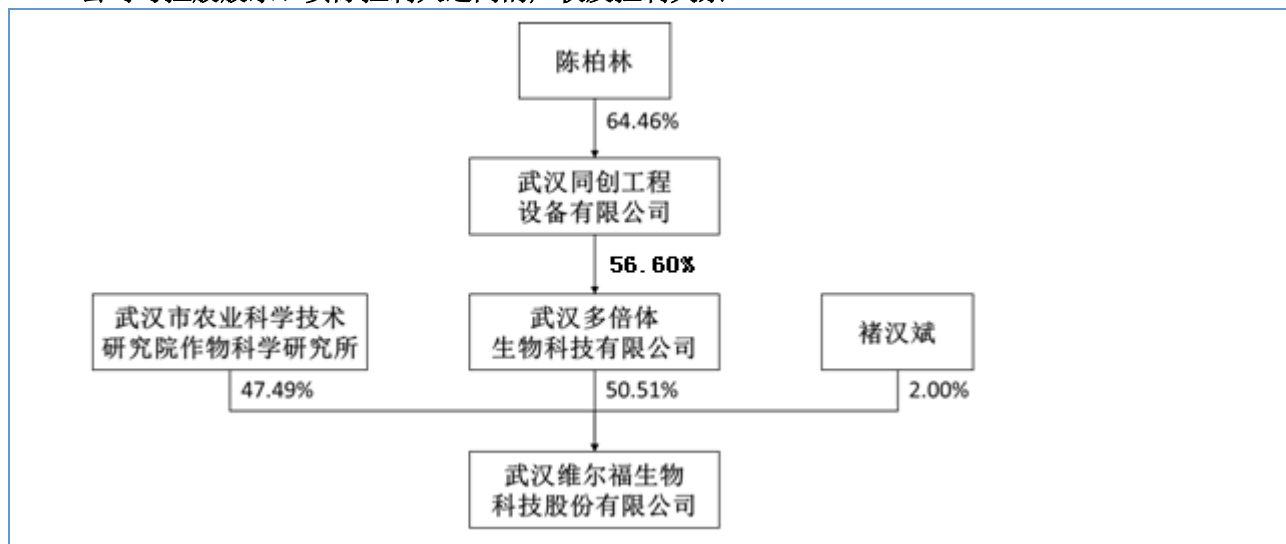 陈柏林
64.46%
武汉同创工程
设备有限公司
56.60%
武汉市农业科学技术
研究院作物科学研究所
武汉多倍体
生物科技有限公司
褚汉斌
47.49%
50.51%
2.00%
武汉维尔福生物
科技股份有限公司